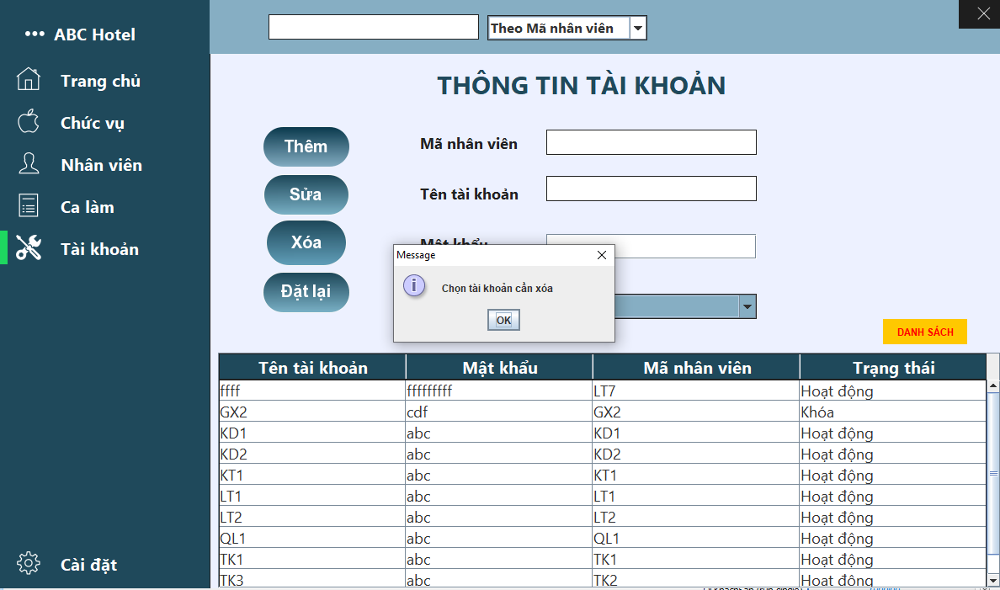 ABC Hotel
Trang chủ
Chức vụ
Nhân viên
Ca làm
Tài khoản
Cài đặt
Theo Mã nhân viên
THÔNG TIN TÀI KHOẢN
Thêm
Sửa
Xóa
Đặt lại
Mã nhân viên
Tên tài khoản
Mật khẩu
Message
Chọn tài khoản cần xóa
OK
DANH SÁCH
Tên tài khoản Mật khẩu Mã nhân viên Trạng thái
ffff fffffffff LT7 Hoạt động
GX2 cdf GX2 Khóa
KD1 abc KD1 Hoạt động
KD2 abc KD2 Hoạt động
KT1 abc KT1 Hoạt động
LT1 abc LT1 Hoạt động
LT2 abc LT2 Hoạt động
QL1 abc QL1 Hoạt động
TK1 abc TK1 Hoạt động
TK3 abc TK2 Hoạt động